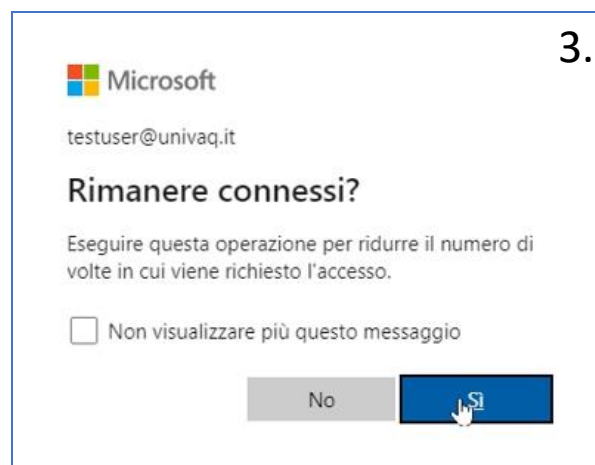 3.
Microsoft
testuser@univaq.it
Rimanere connessi?
Eseguire questa operazione per ridurre il numero di
volte in cui viene richiesto l'accesso.
Non visualizzare più questo messaggio
No
Sì